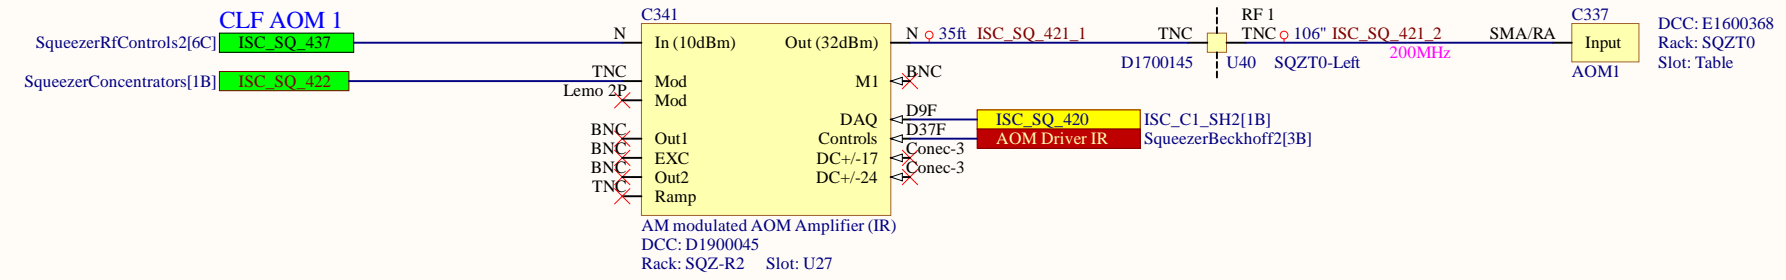 CLF AOM 1
SqueezerRfControls2[6C] ISC_SQ_437
SqueezerConcentrators[1B] ISC_SQ_422
C341
N In (10dBm) Out (32dBm) N 35ft ISC_SQ_421_1 TNC
TNC Mod M1 BNC
Lemo 2P Mod
DAQ D9F ISC_SQ_420 ISC_C1_SH2[1B]
BNC Out1 Controls D37F AOM Driver IR SqueezerBeckhoff2[3B]
BNC EXC DC+/-17 Conec-3
BNC Out2 DC+/-24 Conec-3
TNC Ramp
AM modulated AOM Amplifier (IR)
DCC: D1900045
Rack: SQZ-R2 Slot: U27
RF 1
TNC 106" ISC_SQ_421_2 SMA/RA
200MHz
D1700145 U40 SQZT0-Left
C337
Input
AOM1
DCC: E1600368
Rack: SQZT0
Slot: Table